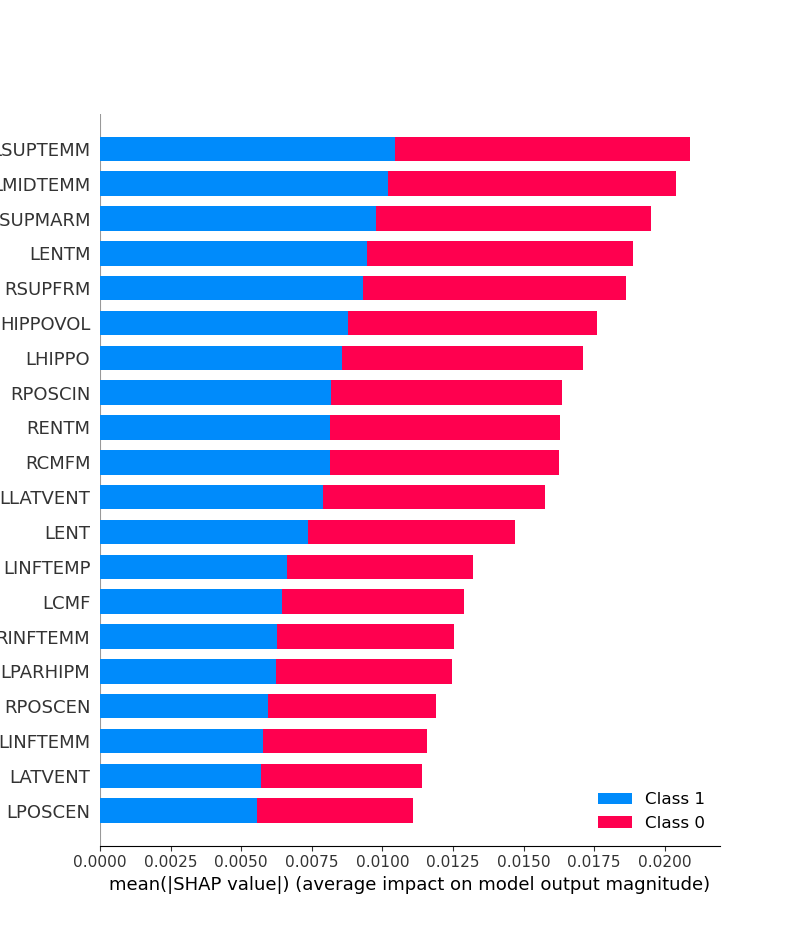 SUPTEMM
MIDTEMM
SUPMARM
LENTM
RSUPFRM
HIPPOVOL
LHIPPO
RPOSCIN
RENTM
RCMFM
LLATVENT
LENT
LINFTEMP
LCMF
RINFTEMM
LPARHIPM
RPOSCEN
LINFTEMM
LATVENT
LPOSCEN
Class 1
Class 0
0.0000 0.0025 0.0050 0.0075 0.0100 0.0125 0.0150 0.0175 0.0200
mean(|SHAP value|) (average impact on model output magnitude)